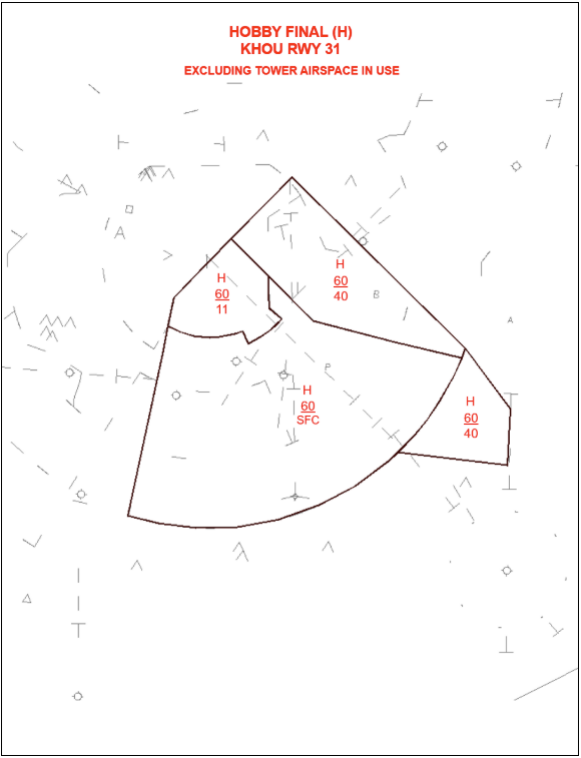 HOBBY FINAL (H)
KHOU RWY 31
EXCLUDING TOWER AIRSPACE IN USE
H
60
40
H
60
11
B
A
P
H
60
SFC
H
60
40